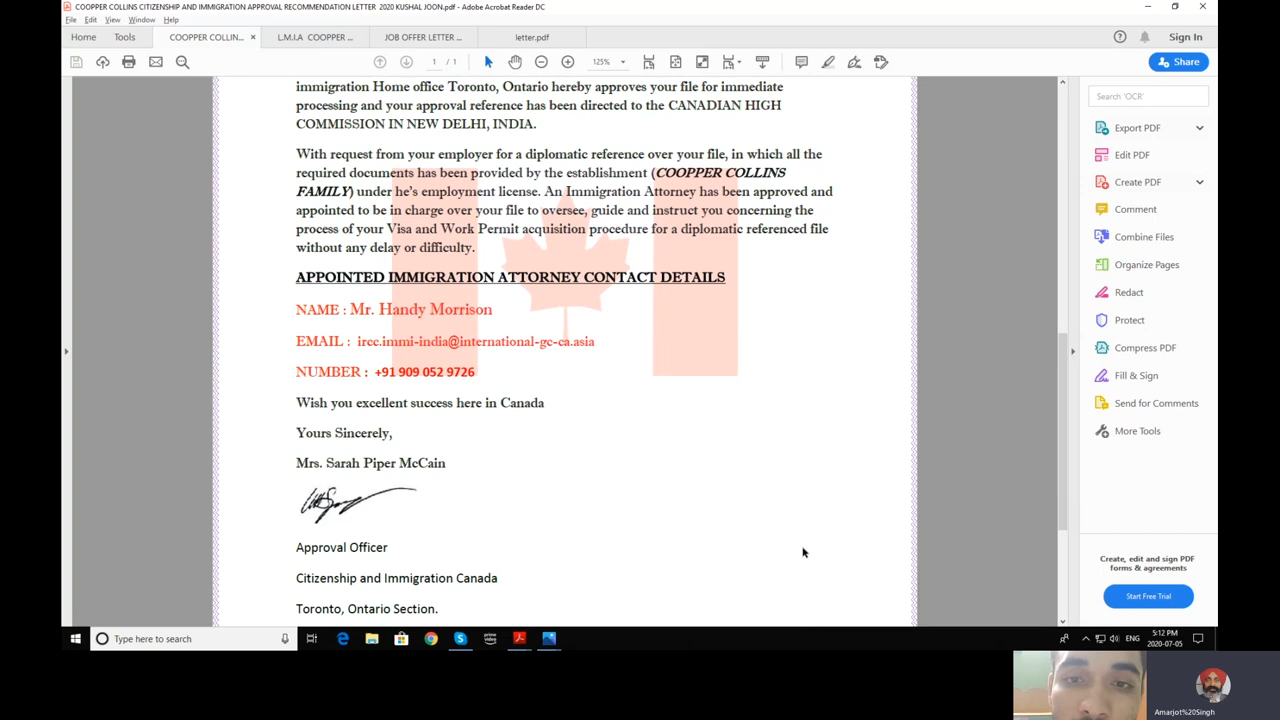 COOPPER COLLINS CITIZENSHIP AND IMMIGRATION APPROVAL RECOMMENDATION LETTER 2020 KUSHAL JOON.pdf - Adobe Acrobat Reader DC
File Edit View Window Help
Home Tools COOPPER COLLIN... × L.M.I.A COOPPER ... JOB OFFER LETTER ... letter.pdf Sign In
1 / 1 125% Share
immigration Home office Toronto, Ontario hereby approves your file for immediate
processing and your approval reference has been directed to the CANADIAN HIGH
COMMISSION IN NEW DELHI, INDIA.
With request from your employer for a diplomatic reference over your file, in which all the
required documents has been provided by the establishment (COOPPER COLLINS
FAMILY) under he's employment license. An Immigration Attorney has been approved and
appointed to be in charge over your file to oversee, guide and instruct you concerning the
process of your Visa and Work Permit acquisition procedure for a diplomatic referenced file
without any delay or difficulty.
APPOINTED IMMIGRATION ATTORNEY CONTACT DETAILS
NAME : Mr. Handy Morrison
EMAIL : ircc.immi-india@international-gc-ca.asia
NUMBER : +91 909 052 9726
Wish you excellent success here in Canada
Yours Sincerely,
Mrs. Sarah Piper McCain
Approval Officer
Citizenship and Immigration Canada
Toronto, Ontario Section.
Search 'OCR'
Export PDF
Edit PDF
Create PDF
Comment
Combine Files
Organize Pages
Redact
Protect
Compress PDF
Fill & Sign
Send for Comments
More Tools
Create, edit and sign PDF
forms & agreements
Start Free Trial
Type here to search
prime video
ENG
5:12 PM
2020-07-05
Amarjot%20Singh